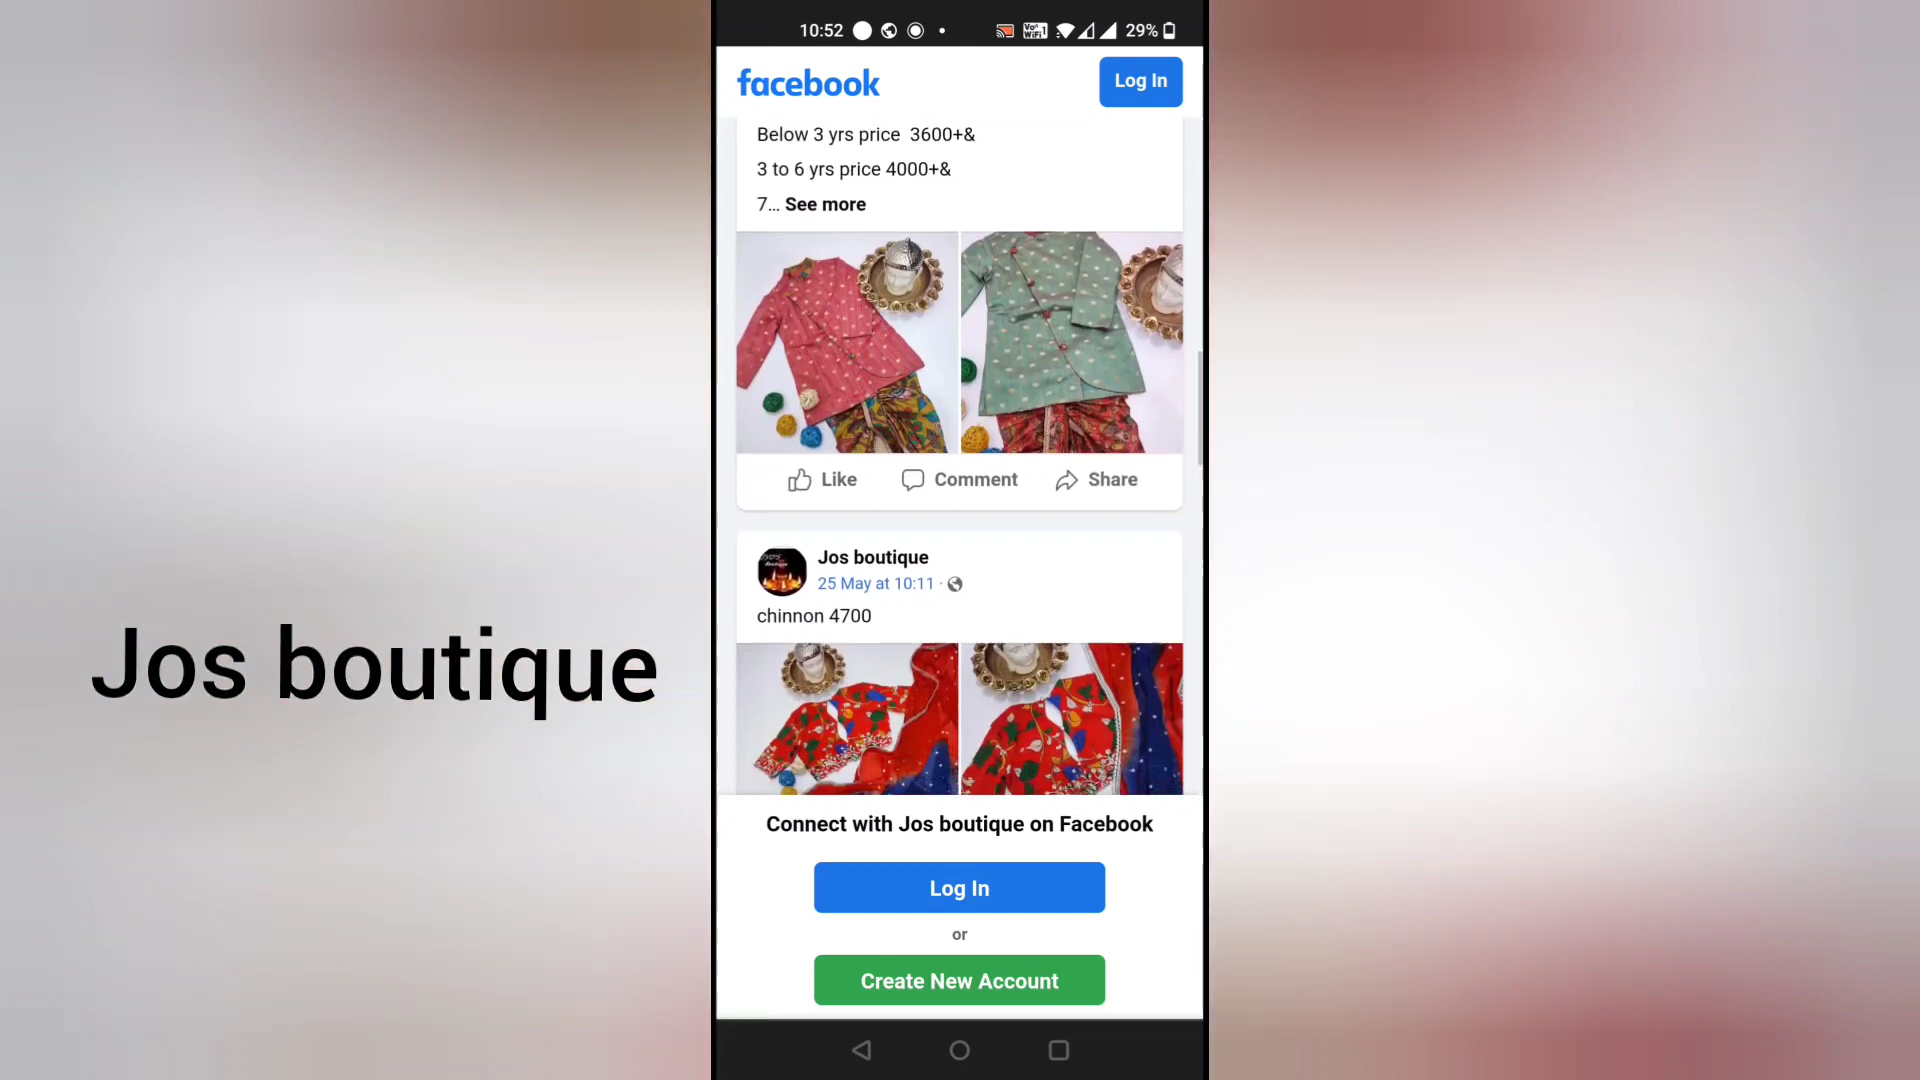 10:52
29%
facebook
Log In
Below 3 yrs price 3600+&
3 to 6 yrs price 4000+&
7... See more
Like
Comment
Share
Jos boutique
25 May at 10:11 ·
chinnon 4700
Connect with Jos boutique on Facebook
Log In
or
Create New Account
Jos boutique